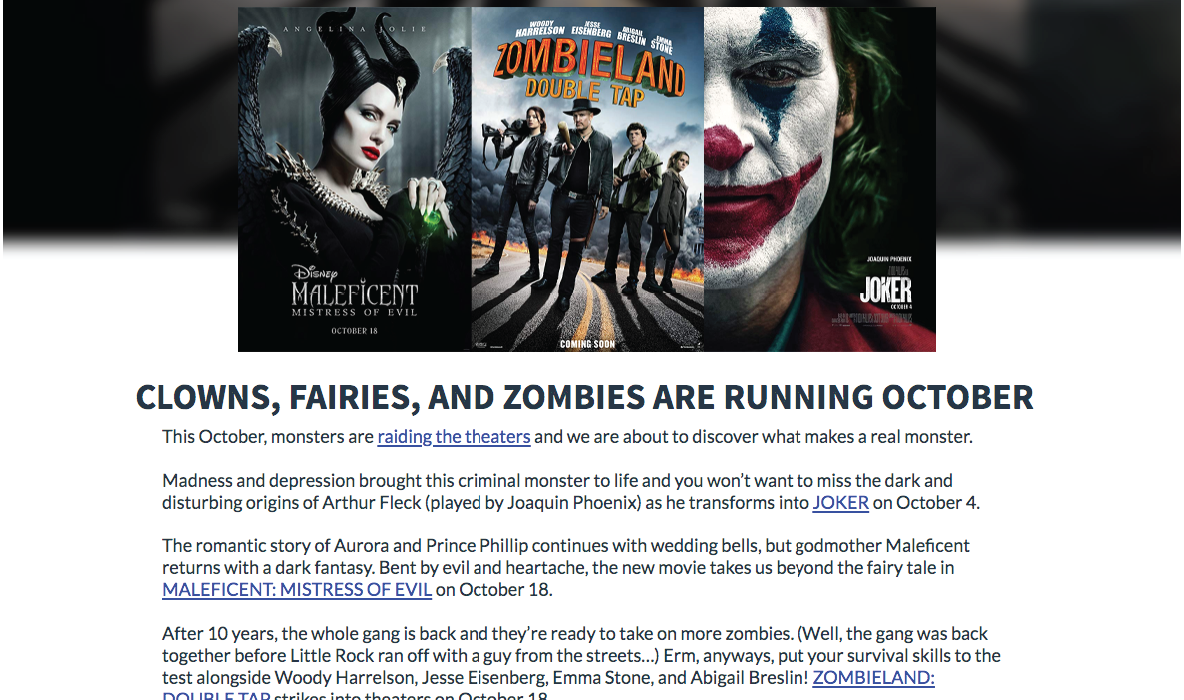 ANGELINA JOLIE
Disney
MALEFICENT
MISTRESS OF EVIL
OCTOBER 18
WOODY HARRELSON
JESSE EISENBERG
ABIGAIL BRESLIN
EMMA STONE
ZOMBIELAND
DOUBLE TAP
COMING SOON
JOAQUIN PHOENIX
JOKER
OCTOBER 4
CLOWNS, FAIRIES, AND ZOMBIES ARE RUNNING OCTOBER
This October, monsters are raiding the theaters and we are about to discover what makes a real monster.
Madness and depression brought this criminal monster to life and you won’t want to miss the dark and
disturbing origins of Arthur Fleck (played by Joaquin Phoenix) as he transforms into JOKER on October 4.
The romantic story of Aurora and Prince Phillip continues with wedding bells, but godmother Maleficent
returns with a dark fantasy. Bent by evil and heartache, the new movie takes us beyond the fairy tale in
MALEFICENT: MISTRESS OF EVIL on October 18.
After 10 years, the whole gang is back and they’re ready to take on more zombies. (Well, the gang was back
together before Little Rock ran off with a guy from the streets…) Erm, anyways, put your survival skills to the
test alongside Woody Harrelson, Jesse Eisenberg, Emma Stone, and Abigail Breslin! ZOMBIELAND:
DOUBLE TAP strikes into theaters on October 18